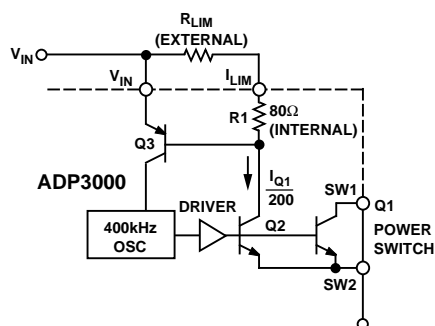 R_LIM
(EXTERNAL)
V_IN
V_IN
I_LIM
R1
80Ω
(INTERNAL)
Q3
ADP3000
I_Q1
200
DRIVER
SW1
Q1
Q2
400kHz
OSC
POWER
SWITCH
SW2